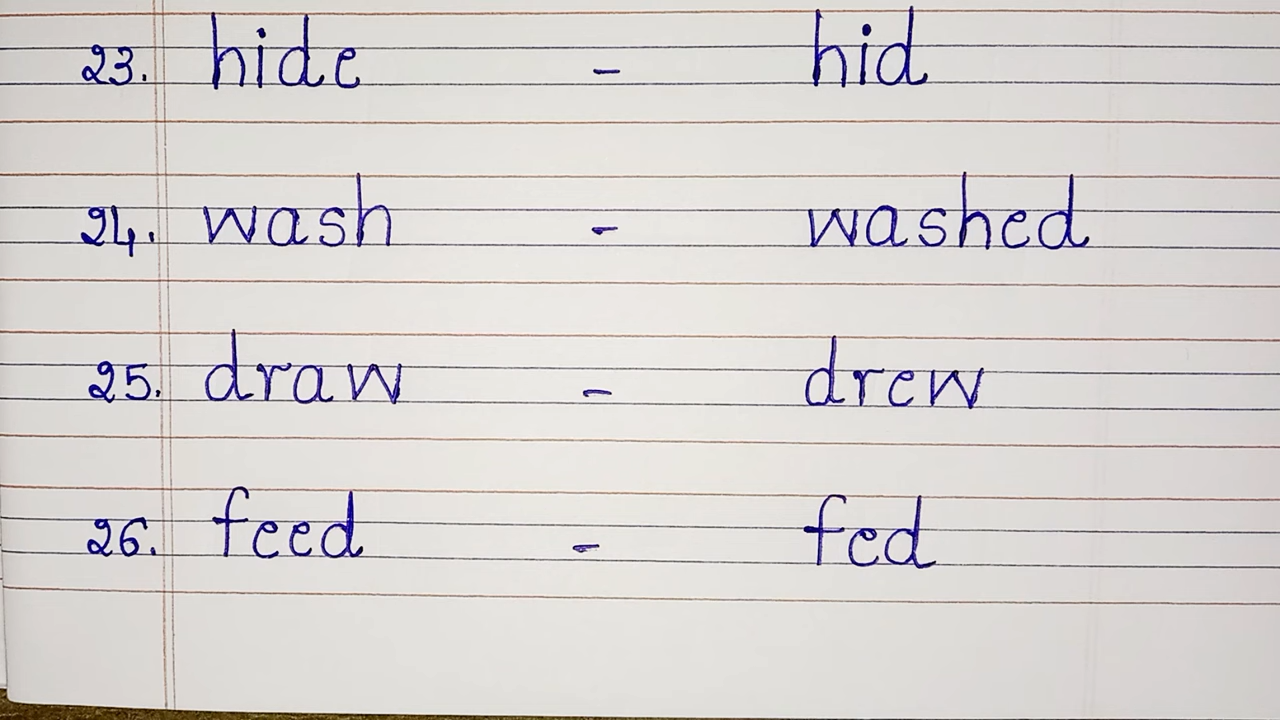 23. hide - hid
24. wash - washed
25. draw - drew
26. feed - fed